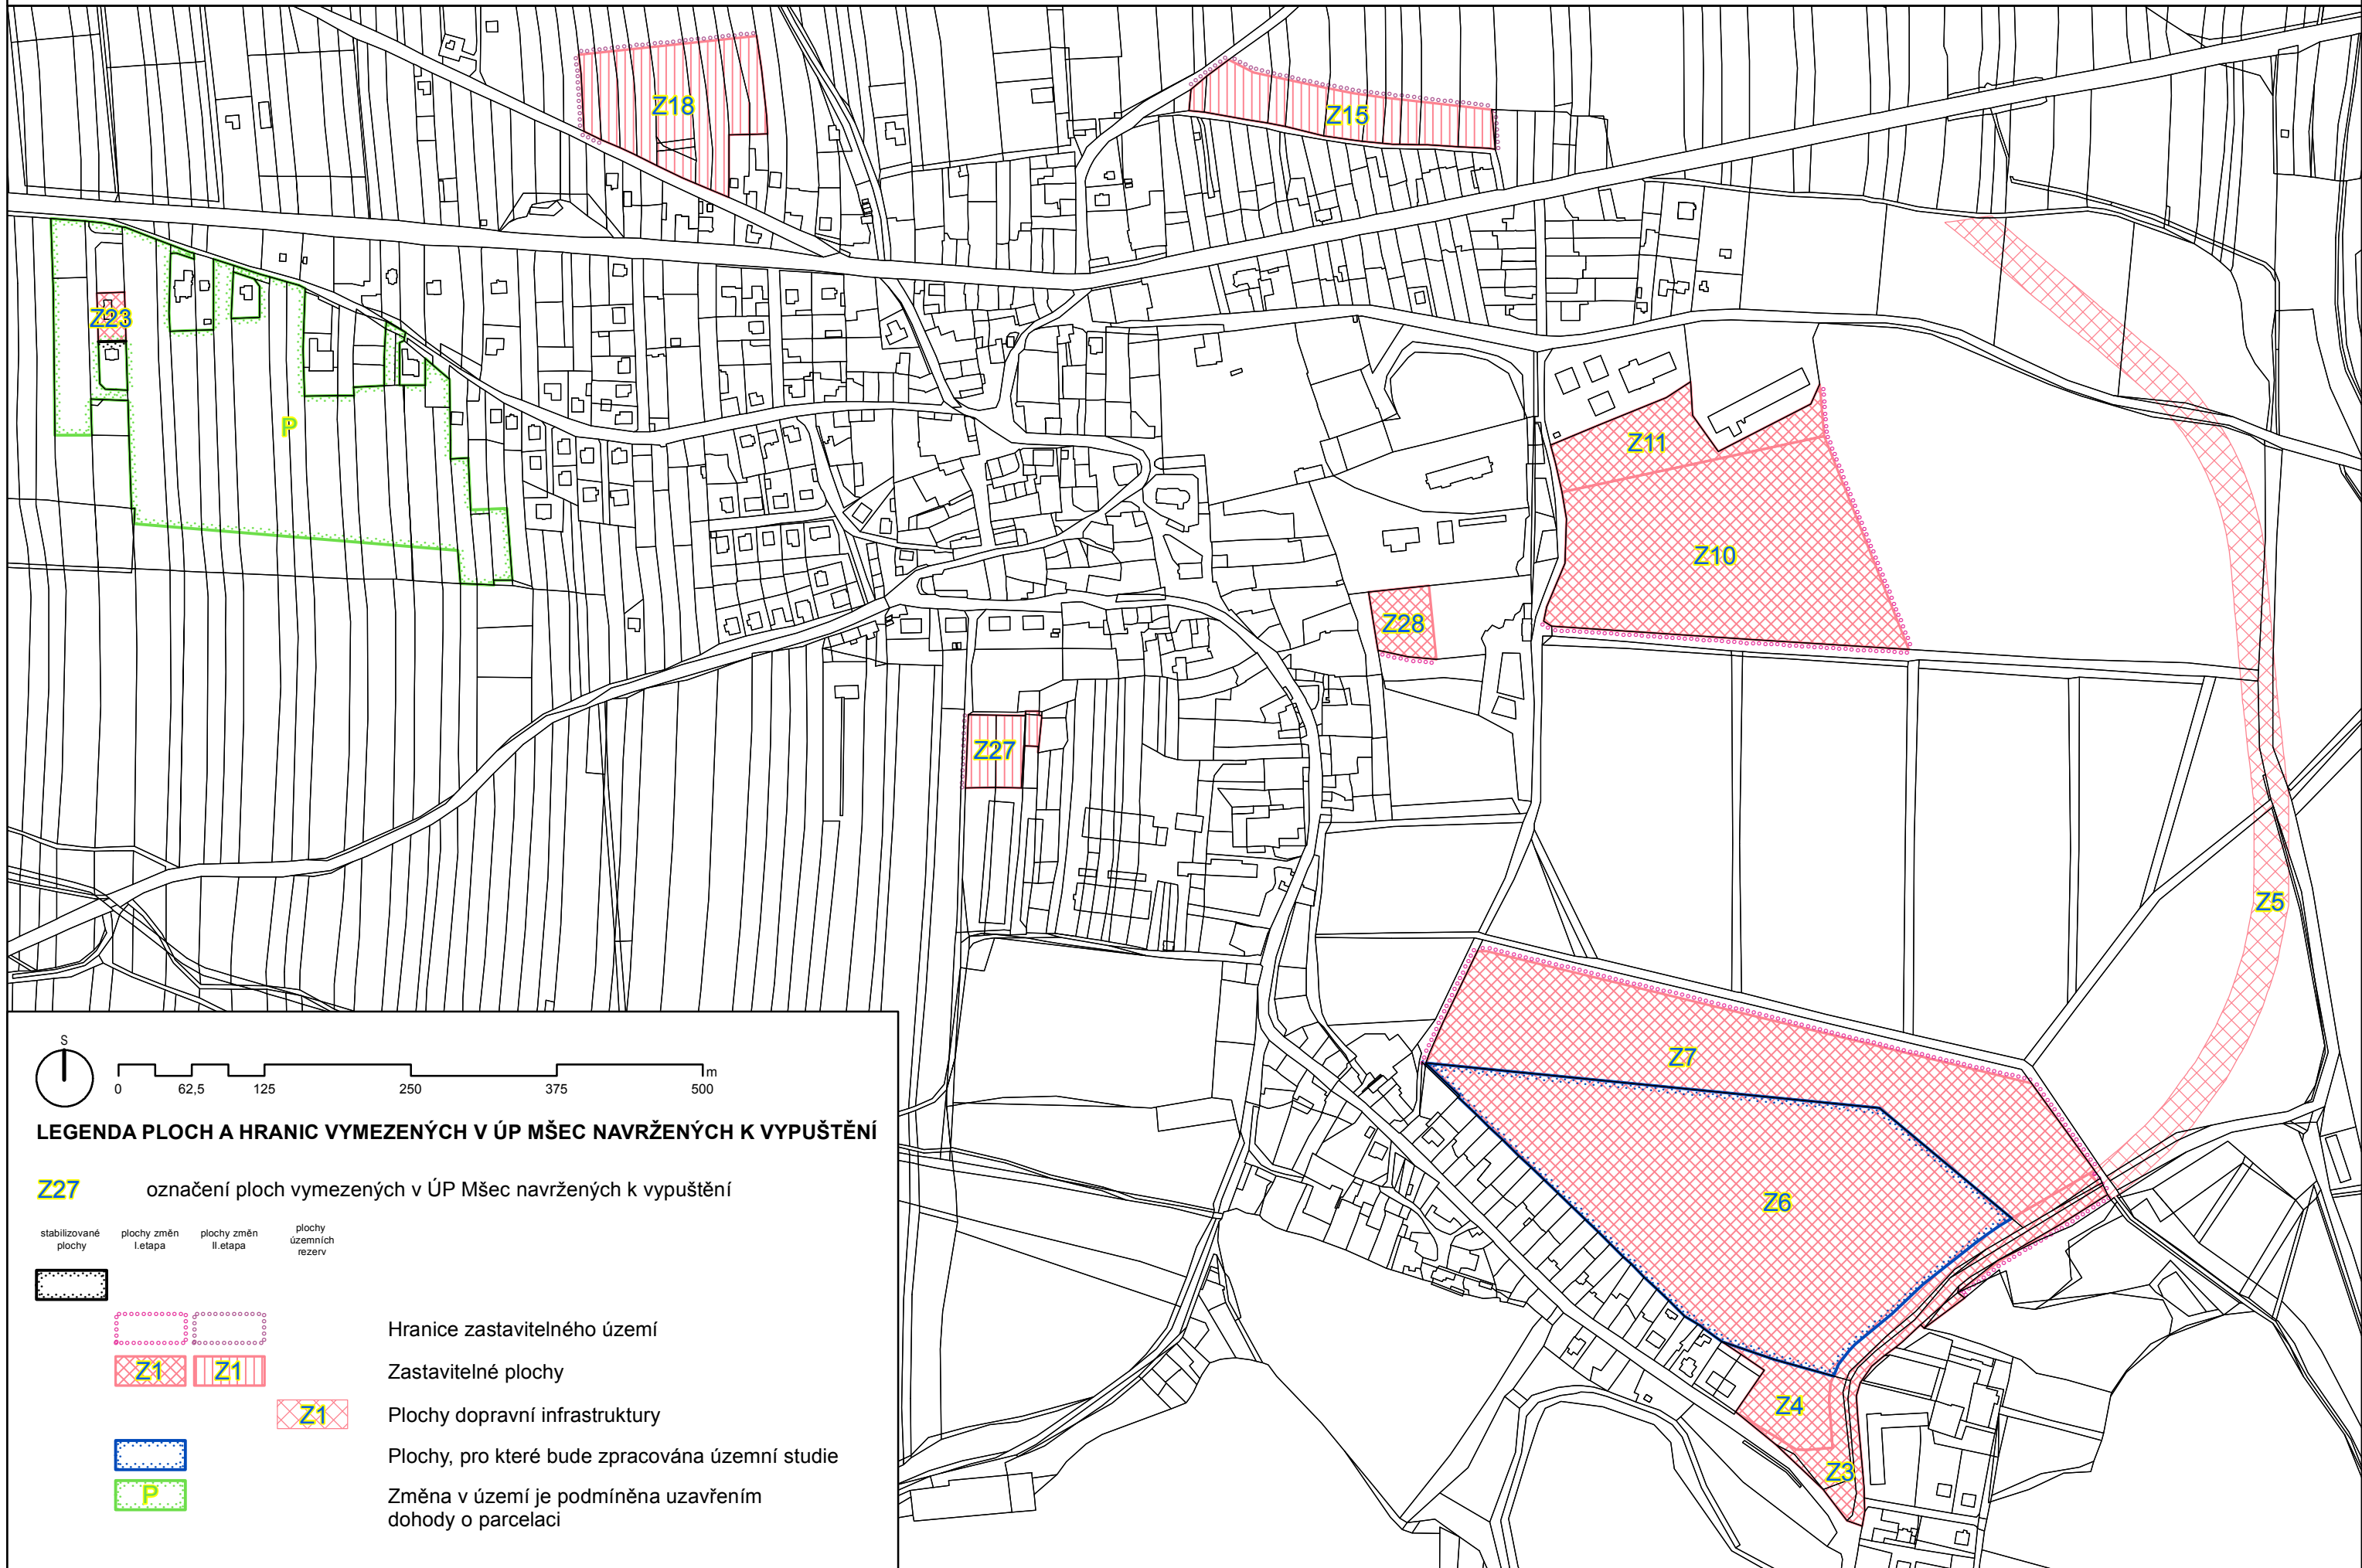 Z18
Z15
Z23
P
Z11
Z10
Z28
Z27
Z5
Z7
Z6
Z4
Z3
S
0 62,5 125 250 375 500 m
LEGENDA PLOCH A HRANIC VYMEZENÝCH V ÚP MŠEC NAVRŽENÝCH K VYPUŠTĚNÍ
Z27 označení ploch vymezených v ÚP Mšec navržených k vypuštění
stabilizované plochy
plochy změn I.etapa
plochy změn II.etapa
plochy územních rezerv
Hranice zastavitelného území
Z1 Z1 Zastavitelné plochy
Z1 Plochy dopravní infrastruktury
Plochy, pro které bude zpracována územní studie
P Změna v území je podmíněna uzavřením
dohody o parcelaci